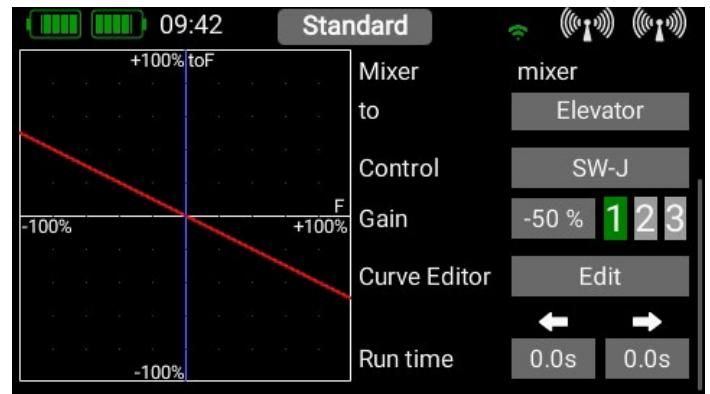 09:42 Standard
+100% toF
F
-100% +100%
-100%
Mixer mixer
to Elevator
Control SW-J
Gain -50 % 1 2 3
Curve Editor Edit
Run time 0.0s 0.0s